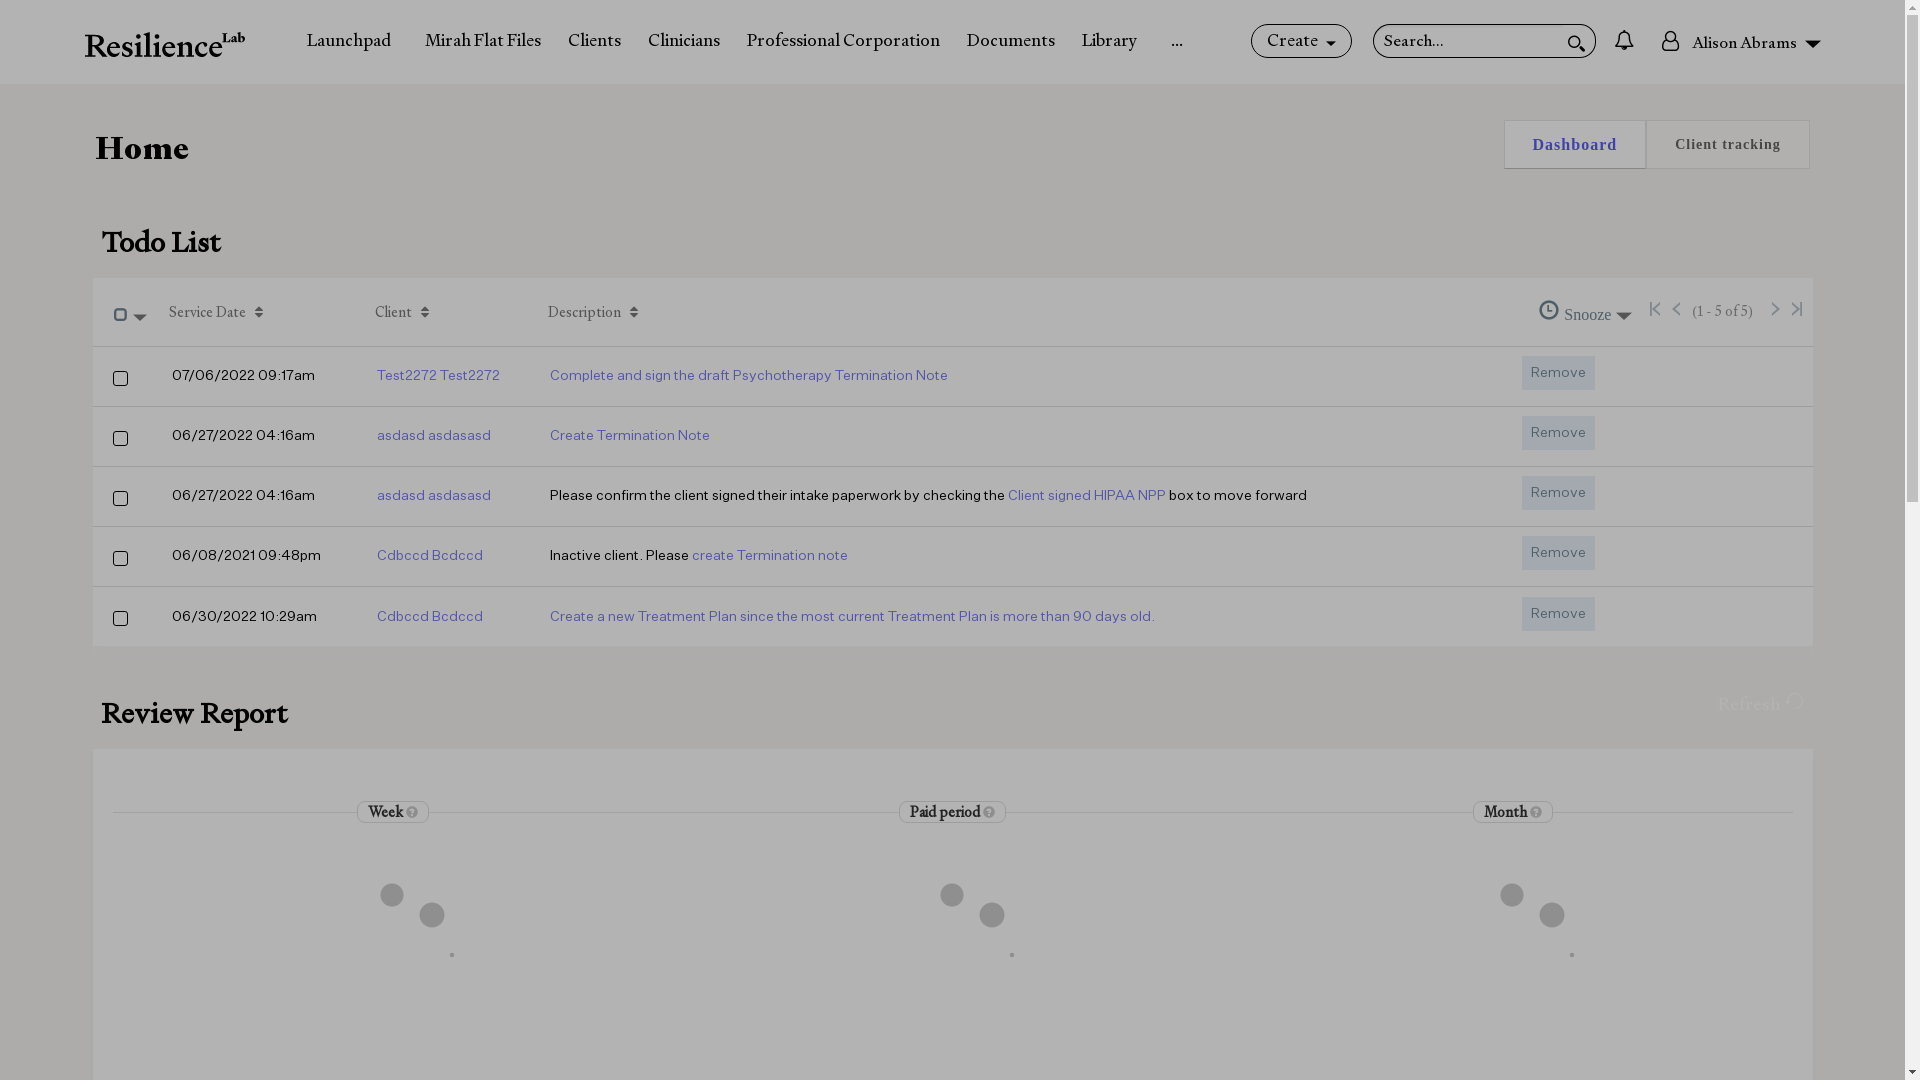 ResilienceLab Launchpad Mirah Flat Files Clients Clinicians Professional Corporation Documents Library ... Create Search... Alison Abrams
Home Dashboard Client tracking
Todo List
Service Date Client Description Snooze (1 - 5 of 5)
07/06/2022 09:17am Test2272 Test2272 Complete and sign the draft Psychotherapy Termination Note Remove
06/27/2022 04:16am asdasd asdasasd Create Termination Note Remove
06/27/2022 04:16am asdasd asdasasd Please confirm the client signed their intake paperwork by checking the Client signed HIPAA NPP box to move forward Remove
06/08/2021 09:48pm Cdbccd Bcdccd Inactive client. Please create Termination note Remove
06/30/2022 10:29am Cdbccd Bcdccd Create a new Treatment Plan since the most current Treatment Plan is more than 90 days old. Remove
Review Report Refresh
Week Paid period Month